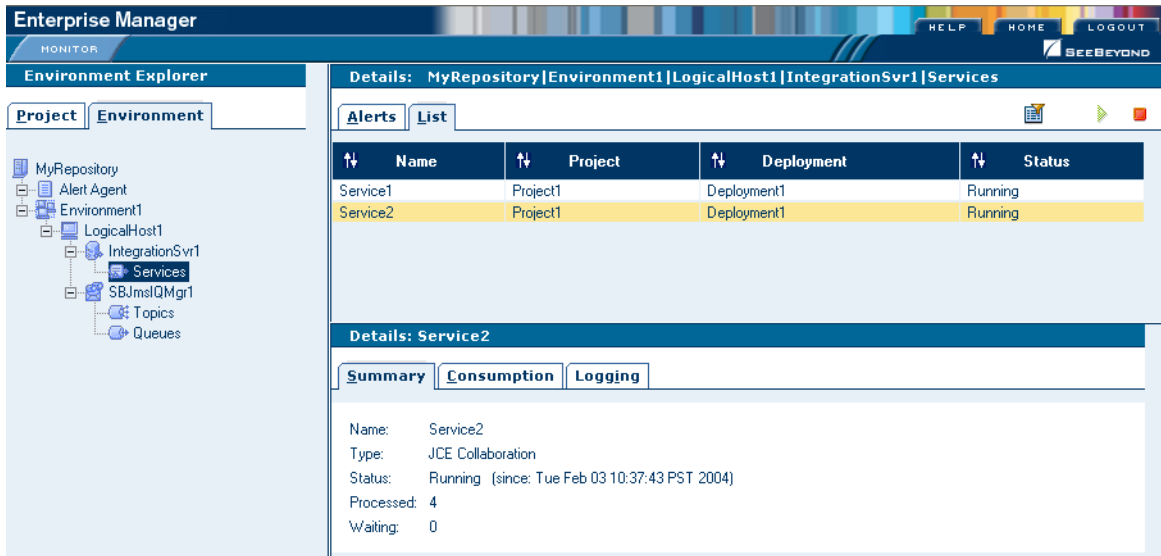 Enterprise Manager
HELP HOME LOGOUT
MONITOR
SEEBEYOND
Environment Explorer
Project Environment
MyRepository
Alert Agent
Environment1
LogicalHost1
IntegrationSvr1
Services
SBJmsIQMgr1
Topics
Queues
Details: MyRepository|Environment1|LogicalHost1|IntegrationSvr1|Services
Alerts List
Name Project Deployment Status
Service1 Project1 Deployment1 Running
Service2 Project1 Deployment1 Running
Details: Service2
Summary Consumption Logging
Name: Service2
Type: JCE Collaboration
Status: Running (since: Tue Feb 03 10:37:43 PST 2004)
Processed: 4
Waiting: 0